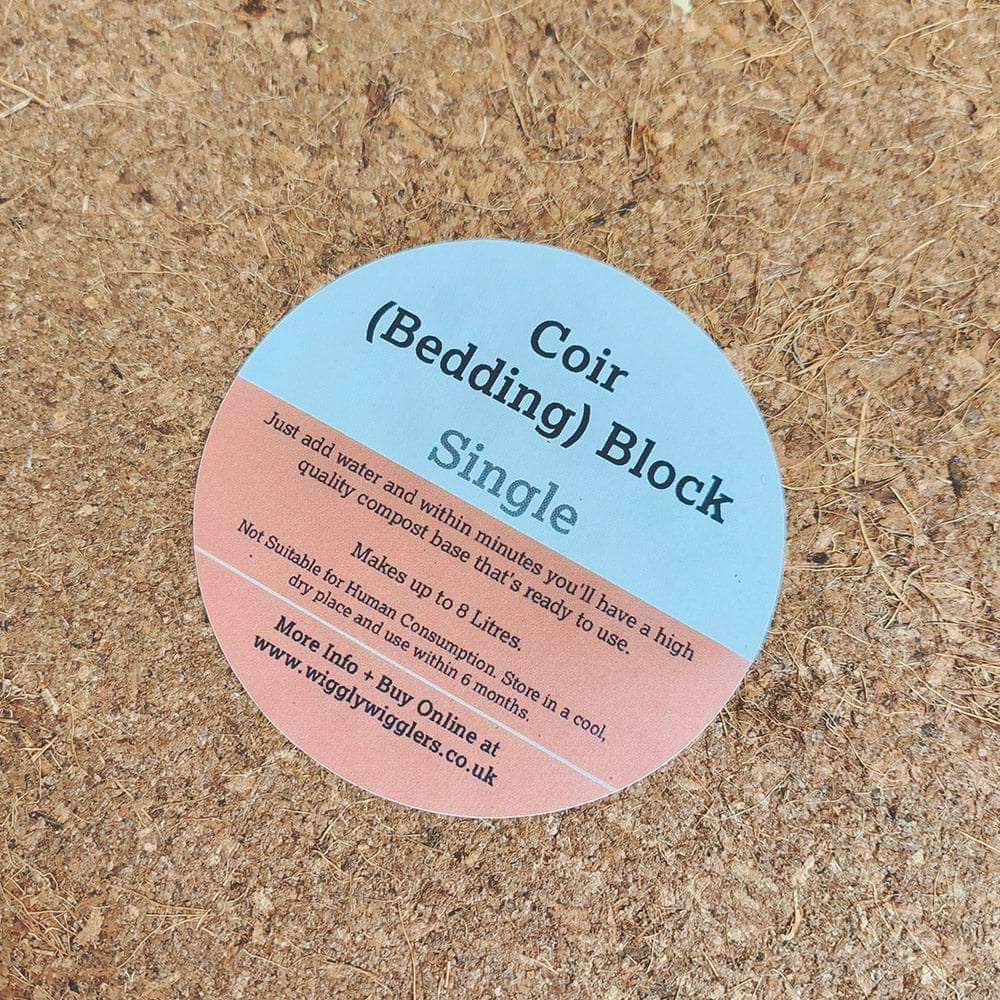 Coir
(Bedding) Block
Single
Just add water and within minutes you'll have a high
quality compost base that's ready to use.
Makes up to 8 Litres.
Not Suitable for Human Consumption. Store in a cool,
dry place and use within 6 months.
More Info + Buy Online at
www.wigglywigglers.co.uk